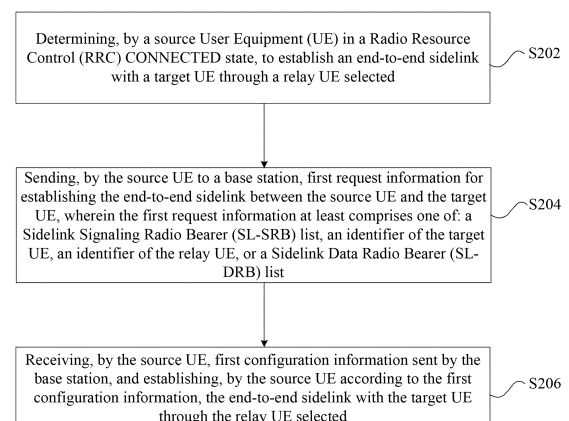 Determining, by a source User Equipment (UE) in a Radio Resource
Control (RRC) CONNECTED state, to establish an end-to-end sidelink
with a target UE through a relay UE selected
S202
Sending, by the source UE to a base station, first request information for
establishing the end-to-end sidelink between the source UE and the target
UE, wherein the first request information at least comprises one of: a
Sidelink Signaling Radio Bearer (SL-SRB) list, an identifier of the target
UE, an identifier of the relay UE, or a Sidelink Data Radio Bearer (SL-
DRB) list
S204
Receiving, by the source UE, first configuration information sent by the
base station, and establishing, by the source UE according to the first
configuration information, the end-to-end sidelink with the target UE
through the relay UE selected
S206